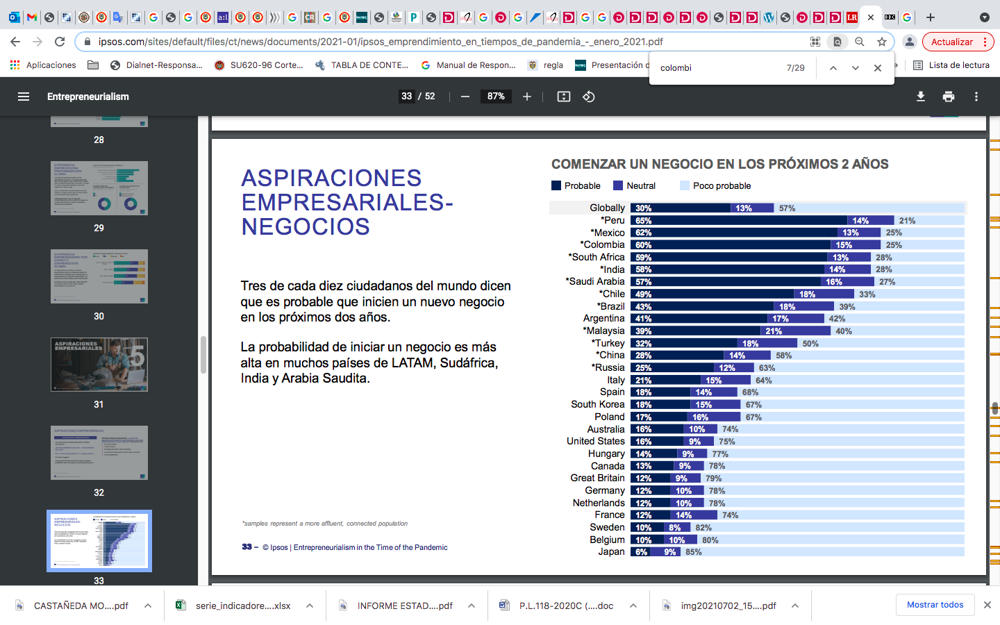 ipsos.com/sites/default/files/ct/news/documents/2021-01/ipsos_emprendimiento_en_tiempos_de_pandemia_-_enero_2021.pdf
Actualizar
Aplicaciones
Dialnet-Responsa...
SU620-96 Corte...
TABLA DE CONTE...
Manual de Respon...
regla
Presentación d
Lista de lectura
colombi
7/29
Entrepreneurialism
33 / 52
87%
28
29
30
ASPIRACIONES
EMPRESARIALES
5
31
32
33
ASPIRACIONES
EMPRESARIALES-
NEGOCIOS
Tres de cada diez ciudadanos del mundo dicen
que es probable que inicien un nuevo negocio
en los próximos dos años.
La probabilidad de iniciar un negocio es más
alta en muchos países de LATAM, Sudáfrica,
India y Arabia Saudita.
*samples represent a more affluent, connected population
33 – © Ipsos | Entrepreneurialism in the Time of the Pandemic
COMENZAR UN NEGOCIO EN LOS PRÓXIMOS 2 AÑOS
Probable Neutral Poco probable
Globally 30% 13% 57%
*Peru 65% 14% 21%
*Mexico 62% 13% 25%
*Colombia 60% 15% 25%
*South Africa 59% 13% 28%
*India 58% 14% 28%
*Saudi Arabia 57% 16% 27%
*Chile 49% 18% 33%
*Brazil 43% 18% 39%
Argentina 41% 17% 42%
*Malaysia 39% 21% 40%
*Turkey 32% 18% 50%
*China 28% 14% 58%
*Russia 25% 12% 63%
Italy 21% 15% 64%
Spain 18% 14% 68%
South Korea 18% 15% 67%
Poland 17% 16% 67%
Australia 16% 10% 74%
United States 16% 9% 75%
Hungary 14% 9% 77%
Canada 13% 9% 78%
Great Britain 12% 9% 79%
Germany 12% 10% 78%
Netherlands 12% 10% 78%
France 12% 14% 74%
Sweden 10% 8% 82%
Belgium 10% 10% 80%
Japan 6% 9% 85%
CASTAÑEDA MO....pdf
serie_indicadore....xlsx
INFORME ESTAD....pdf
P.L.118-2020C (....doc
img20210702_15....pdf
Mostrar todos